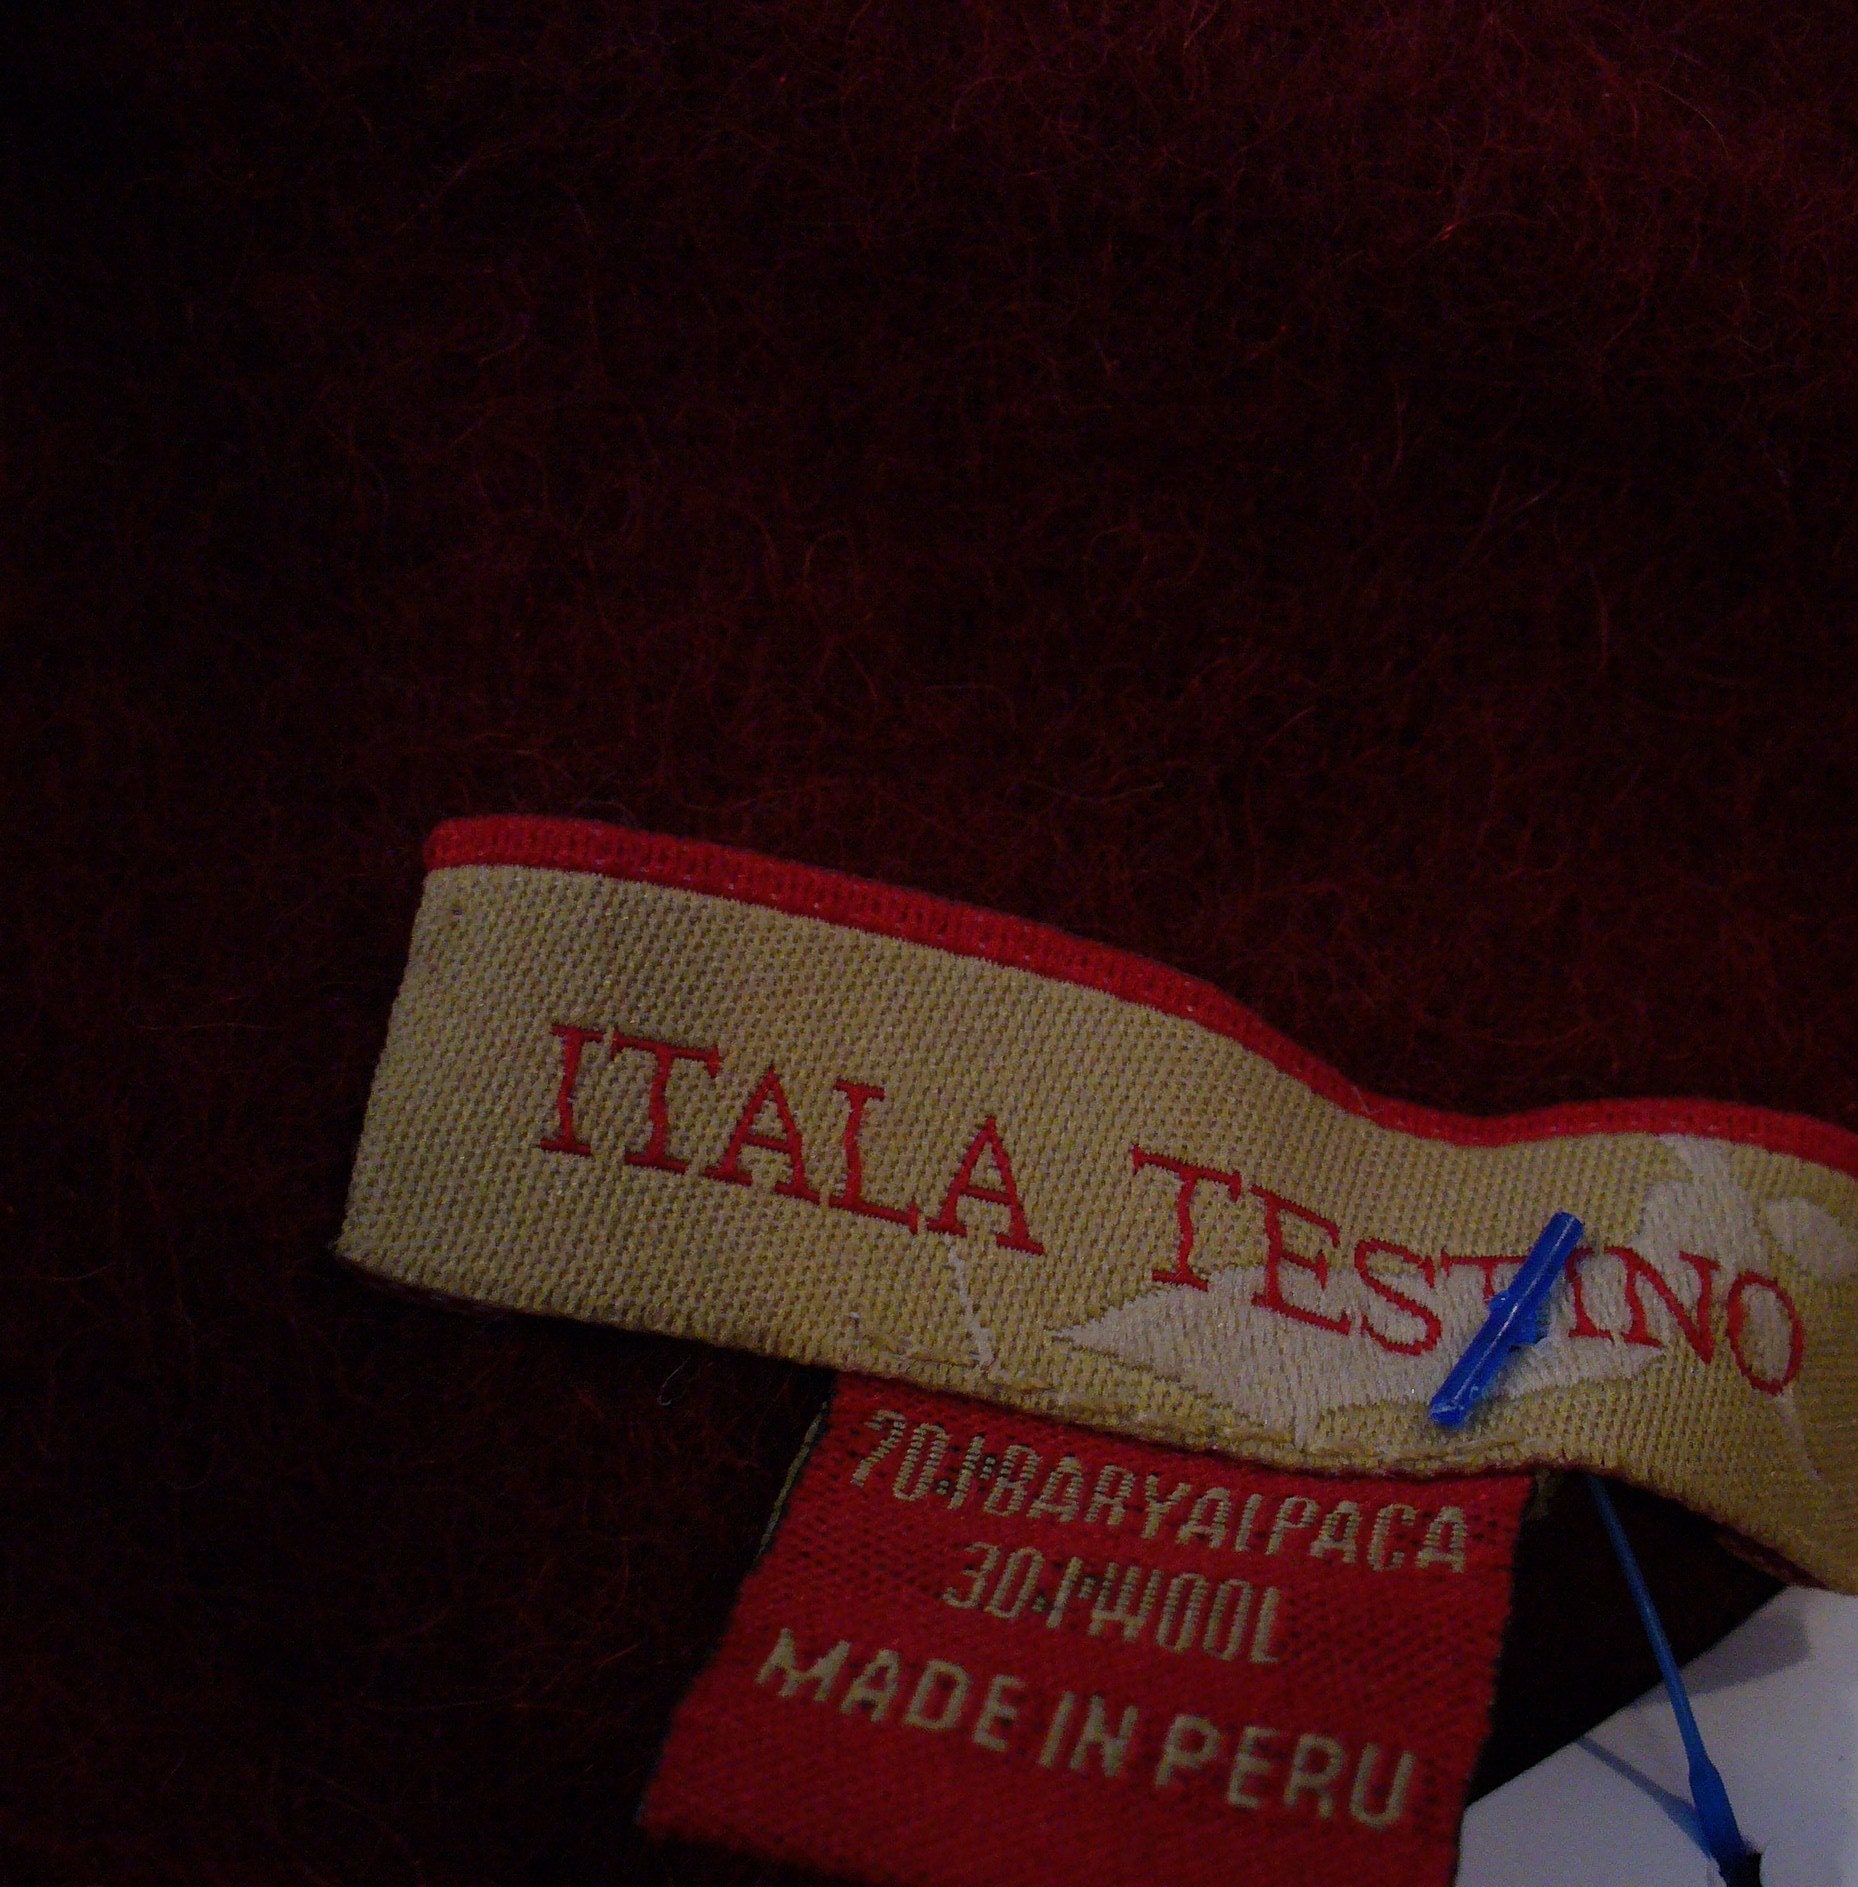 ITALA TESTINO
70% BABY ALPACA
30% WOOL
MADE IN PERU